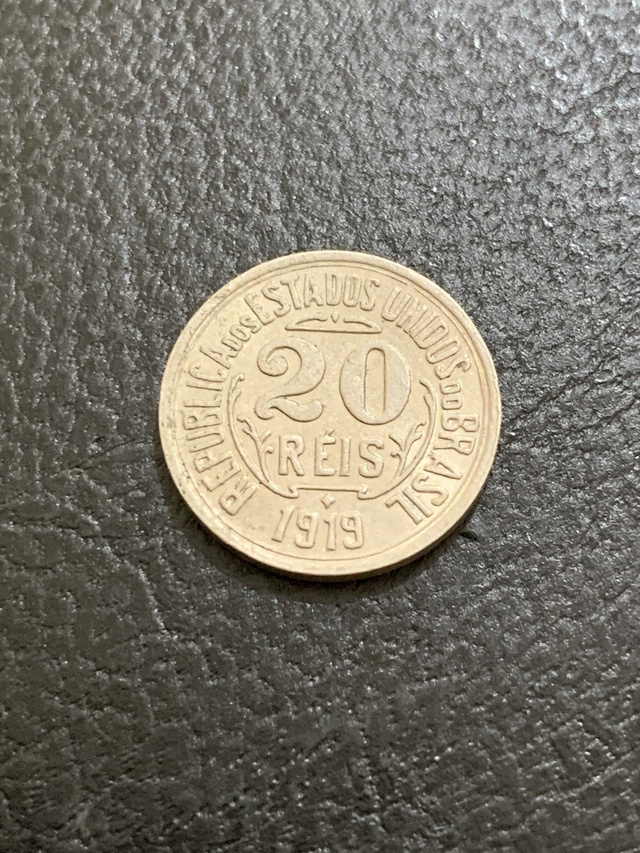 REPUBLICA DOS ESTADOS UNIDOS DO BRASIL
20
RÉIS
1919